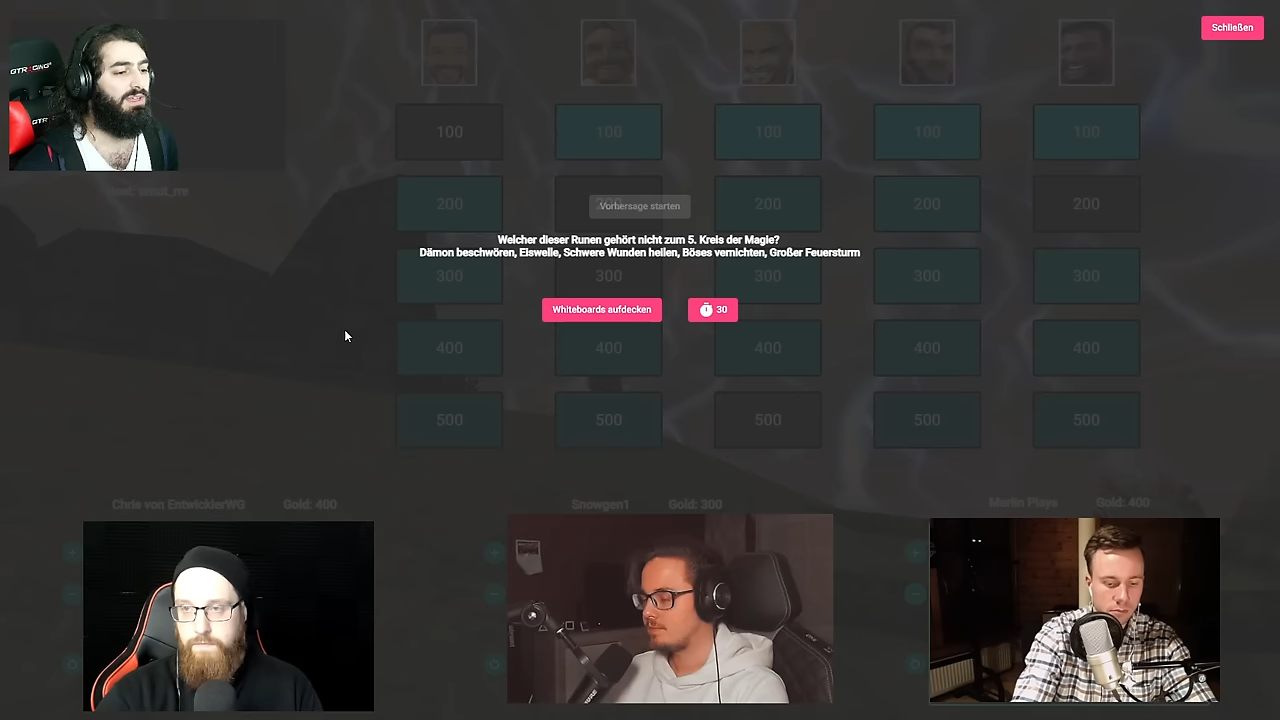 Schließen
GTRACING
GTR
100 100 100 100 100
200 200 200 200
Vorhersage starten
Welcher dieser Runen gehört nicht zum 5. Kreis der Magie?
Dämon beschwören, Eiswelle, Schwere Wunden heilen, Böses vernichten, Großer Feuersturm
300 300 300 300 300
Whiteboards aufdecken
30
400 400 400 400 400
500 500 500 500 500
Chris von EntwicklerWG Gold: 400
Snowgen1 Gold: 300
Martin Plays Gold: 400